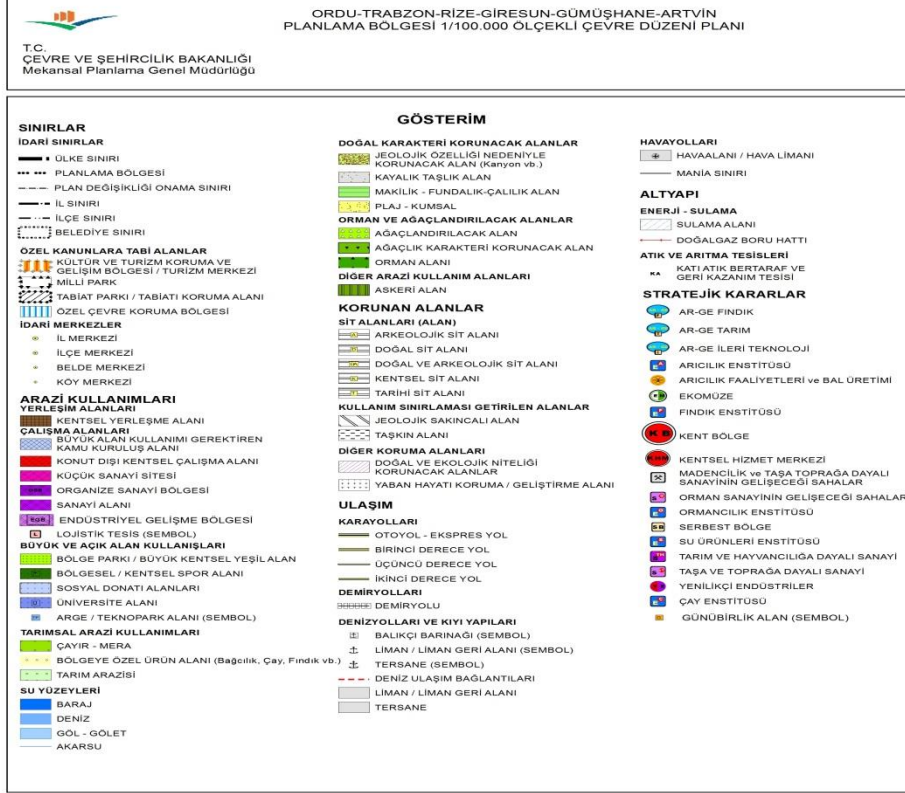 ORDU-TRABZON-RİZE-GİRESUN-GÜMÜŞHANE-ARTVİN
PLANLAMA BÖLGESİ 1/100.000 ÖLÇEKLİ ÇEVRE DÜZENİ PLANI
T.C.
ÇEVRE VE ŞEHİRCİLİK BAKANLIĞI
Mekansal Planlama Genel Müdürlüğü
GÖSTERİM
SINIRLAR
İDARİ SINIRLAR
ÜLKE SINIRI
PLANLAMA BÖLGESİ
PLAN DEĞİŞİKLİĞİ ONAMA SINIRI
İL SINIRI
İLÇE SINIRI
BELEDİYE SINIRI
ÖZEL KANUNLARA TABİ ALANLAR
KÜLTÜR VE TURİZM KORUMA VE
GELİŞİM BÖLGESİ / TURİZM MERKEZİ
MİLLİ PARK
TABİAT PARKI / TABİATI KORUMA ALANI
ÖZEL ÇEVRE KORUMA BÖLGESİ
İDARİ MERKEZLER
İL MERKEZİ
İLÇE MERKEZİ
BELDE MERKEZİ
KÖY MERKEZİ
ARAZİ KULLANIMLARI
YERLEŞİM ALANLARI
KENTSEL YERLEŞME ALANI
ÇALIŞMA ALANLARI
BÜYÜK ALAN KULLANIMI GEREKTİREN
KAMU KURULUŞ ALANI
KONUT DIŞI KENTSEL ÇALIŞMA ALANI
KÜÇÜK SANAYİ SİTESİ
ORGANİZE SANAYİ BÖLGESİ
SANAYİ ALANI
EGB ENDÜSTRİYEL GELİŞME BÖLGESİ
L LOJİSTİK TESİS (SEMBOL)
BÜYÜK VE AÇIK ALAN KULLANIŞLARI
BÖLGE PARKI / BÜYÜK KENTSEL YEŞİL ALAN
BÖLGESEL / KENTSEL SPOR ALANI
SOSYAL DONATI ALANLARI
Ü ÜNİVERSİTE ALANI
ARGE / TEKNOPARK ALANI (SEMBOL)
TARIMSAL ARAZİ KULLANIMLARI
ÇAYIR - MERA
BÖLGEYE ÖZEL ÜRÜN ALANI (Bağcılık, Çay, Fındık vb.)
TARIM ARAZİSİ
SU YÜZEYLERİ
BARAJ
DENİZ
GÖL - GÖLET
AKARSU
DOĞAL KARAKTERİ KORUNACAK ALANLAR
JEOLOJİK ÖZELLİĞİ NEDENİYLE
KORUNACAK ALAN (Kanyon vb.)
KAYALIK TAŞLIK ALAN
MAKİLİK - FUNDALIK-ÇALILIK ALAN
PLAJ - KUMSAL
ORMAN VE AĞAÇLANDIRILACAK ALANLAR
AĞAÇLANDIRILACAK ALAN
AĞAÇLIK KARAKTERİ KORUNACAK ALAN
ORMAN ALANI
DİĞER ARAZİ KULLANIM ALANLARI
ASKERİ ALAN
KORUNAN ALANLAR
SİT ALANLARI (ALAN)
ARKEOLOJİK SİT ALANI
DOĞAL SİT ALANI
DOĞAL VE ARKEOLOJİK SİT ALANI
KENTSEL SİT ALANI
TARİHİ SİT ALANI
KULLANIM SINIRLAMASI GETİRİLEN ALANLAR
JEOLOJİK SAKINCALI ALAN
TAŞKIN ALANI
DİĞER KORUMA ALANLARI
DOĞAL VE EKOLOJİK NİTELİĞİ
KORUNACAK ALANLAR
YABAN HAYATI KORUMA / GELİŞTİRME ALANI
ULAŞIM
KARAYOLLARI
OTOYOL - EKSPRES YOL
BİRİNCİ DERECE YOL
ÜÇÜNCÜ DERECE YOL
İKİNCİ DERECE YOL
DEMİRYOLLARI
DEMİRYOLU
DENİZYOLLARI VE KIYI YAPILARI
BALIKÇI BARINAĞI (SEMBOL)
LİMAN / LİMAN GERİ ALANI (SEMBOL)
TERSANE (SEMBOL)
DENİZ ULAŞIM BAĞLANTILARI
LİMAN / LİMAN GERİ ALANI
TERSANE
HAVAYOLLARI
HAVAALANI / HAVA LİMANI
MANİA SINIRI
ALTYAPI
ENERJİ - SULAMA
SULAMA ALANI
DOĞALGAZ BORU HATTI
ATIK VE ARITMA TESİSLERİ
KA KATI ATIK BERTARAF VE
GERİ KAZANIM TESİSİ
STRATEJİK KARARLAR
AR-GE FINDIK
AR-GE TARIM
AR-GE İLERİ TEKNOLOJİ
ARICILIK ENSTİTÜSÜ
ARICILIK FAALİYETLERİ ve BAL ÜRETİMİ
EKOMÜZE
FINDIK ENSTİTÜSÜ
KB KENT BÖLGE
KHM KENTSEL HİZMET MERKEZİ
MADENCİLİK ve TAŞA TOPRAĞA DAYALI
SANAYİNİN GELİŞECEĞİ SAHALAR
ORMAN SANAYİNİN GELİŞECEĞİ SAHALAR
ORMANCILIK ENSTİTÜSÜ
SB SERBEST BÖLGE
SU ÜRÜNLERİ ENSTİTÜSÜ
TARIM VE HAYVANCILIĞA DAYALI SANAYİ
TAŞA VE TOPRAĞA DAYALI SANAYİ
YENİLİKÇİ ENDÜSTRİLER
ÇAY ENSTİTÜSÜ
GÜNÜBİRLİK ALAN (SEMBOL)